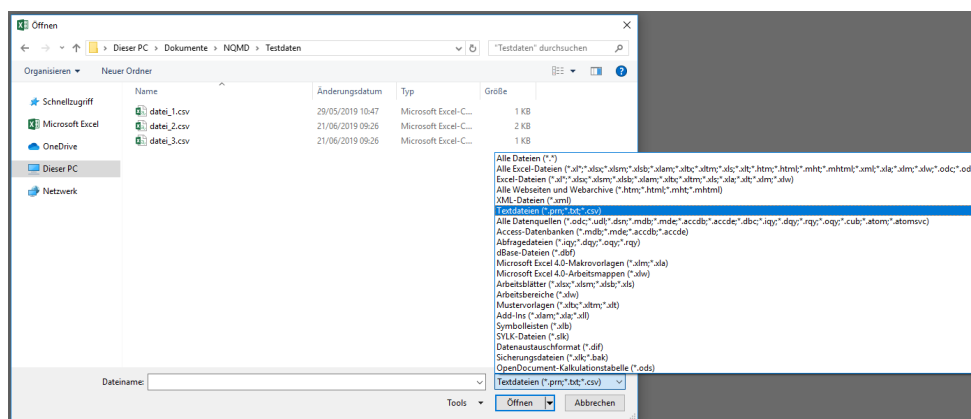 Öffnen
Dieser PC > Dokumente > NQMD > Testdaten
"Testdaten" durchsuchen
Organisieren
Neuer Ordner
Name Änderungsdatum Typ Größe
Schnellzugriff
Microsoft Excel
OneDrive
Dieser PC
Netzwerk
datei_1.csv 29/05/2019 10:47 Microsoft Excel-C... 1 KB
datei_2.csv 21/06/2019 09:26 Microsoft Excel-C... 2 KB
datei_3.csv 21/06/2019 09:26 Microsoft Excel-C... 1 KB
Alle Dateien (*.*)
Alle Excel-Dateien (*.xl*;*.xlsx;*.xlsm;*.xlsb;*.xlam;*.xltx;*.xltm;*.xls;*.xlt;*.htm;*.html;*.mht;*.mhtml;*.xml;*.xla;*.xlm;*.xlw;*.odc;*.od
Excel-Dateien (*.xl*;*.xlsx;*.xlsm;*.xlsb;*.xlam;*.xltx;*.xltm;*.xls;*.xla;*.xlt;*.xlm;*.xlw)
Alle Webseiten und Webarchive (*.htm;*.html;*.mht;*.mhtml)
XML-Dateien (*.xml)
Textdateien (*.prn;*.txt;*.csv)
Alle Datenquellen (*.odc;*.udl;*.dsn;*.mdb;*.mde;*.accdb;*.accde;*.dbc;*.iqy;*.dqy;*.rqy;*.oqy;*.cub;*.atom;*.atomsvc)
Access-Datenbanken (*.mdb;*.mde;*.accdb;*.accde)
Abfragedateien (*.iqy;*.dqy;*.oqy;*.rqy)
dBase-Dateien (*.dbf)
Microsoft Excel 4.0-Makrovorlagen (*.xlm;*.xla)
Microsoft Excel 4.0-Arbeitsmappen (*.xlw)
Arbeitsblätter (*.xlsx;*.xlsm;*.xlsb;*.xls)
Arbeitsbereiche (*.xlw)
Mustervorlagen (*.xltx;*.xltm;*.xlt)
Add-Ins (*.xlam;*.xla;*.xll)
Symbolleisten (*.xlb)
SYLK-Dateien (*.slk)
Datenaustauschformat (*.dif)
Sicherungsdateien (*.xlk;*.bak)
OpenDocument-Kalkulationstabelle (*.ods)
Dateiname:
Textdateien (*.prn;*.txt;*.csv)
Tools
Öffnen
Abbrechen